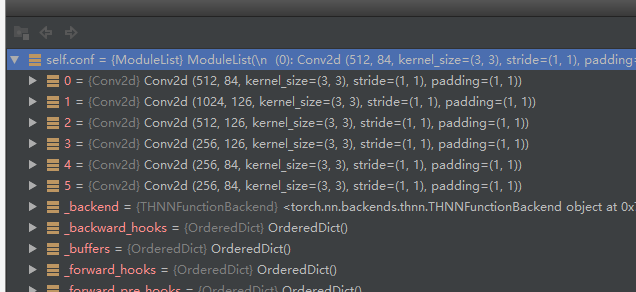 self.conf = {ModuleList} ModuleList(\n (0): Conv2d (512, 84, kernel_size=(3, 3), stride=(1, 1), padding=
0 = {Conv2d} Conv2d (512, 84, kernel_size=(3, 3), stride=(1, 1), padding=(1, 1))
1 = {Conv2d} Conv2d (1024, 126, kernel_size=(3, 3), stride=(1, 1), padding=(1, 1))
2 = {Conv2d} Conv2d (512, 126, kernel_size=(3, 3), stride=(1, 1), padding=(1, 1))
3 = {Conv2d} Conv2d (256, 126, kernel_size=(3, 3), stride=(1, 1), padding=(1, 1))
4 = {Conv2d} Conv2d (256, 84, kernel_size=(3, 3), stride=(1, 1), padding=(1, 1))
5 = {Conv2d} Conv2d (256, 84, kernel_size=(3, 3), stride=(1, 1), padding=(1, 1))
_backend = {THNNFunctionBackend} <torch.nn.backends.thnn.THNNFunctionBackend object at 0x7
_backward_hooks = {OrderedDict} OrderedDict()
_buffers = {OrderedDict} OrderedDict()
_forward_hooks = {OrderedDict} OrderedDict()
_forward_pre_hooks = {OrderedDict} OrderedDict()